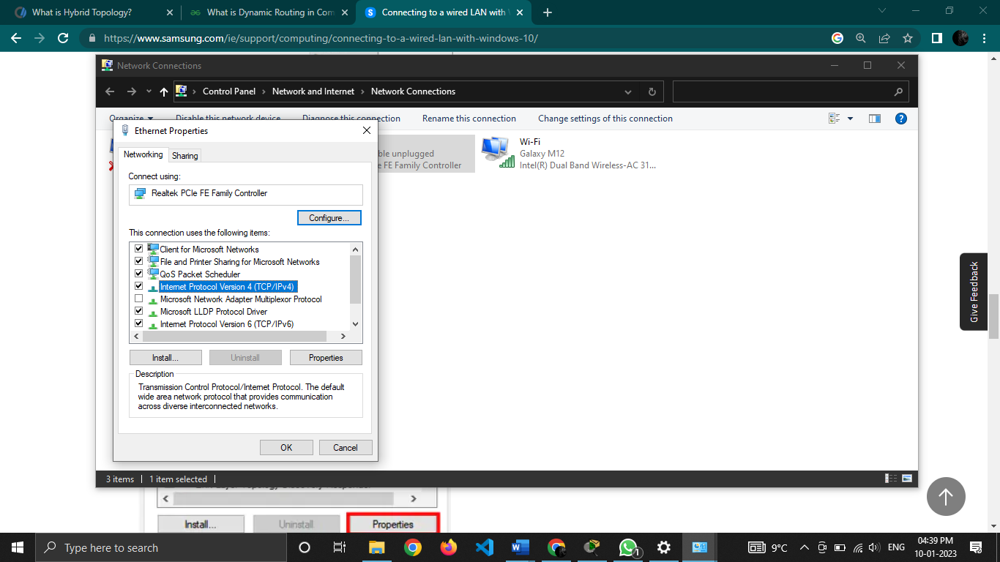 What is Hybrid Topology?
What is Dynamic Routing in Com
Connecting to a wired LAN with
https://www.samsung.com/ie/support/computing/connecting-to-a-wired-lan-with-windows-10/
Network Connections
Control Panel > Network and Internet > Network Connections
Organize Disable this network device Diagnose this connection Rename this connection Change settings of this connection
Ethernet Properties
Networking Sharing
Connect using:
Realtek PCIe FE Family Controller
Configure...
This connection uses the following items:
Client for Microsoft Networks
File and Printer Sharing for Microsoft Networks
QoS Packet Scheduler
Internet Protocol Version 4 (TCP/IPv4)
Microsoft Network Adapter Multiplexor Protocol
Microsoft LLDP Protocol Driver
Internet Protocol Version 6 (TCP/IPv6)
Install... Uninstall Properties
Description
Transmission Control Protocol/Internet Protocol. The default
wide area network protocol that provides communication
across diverse interconnected networks.
OK Cancel
unplugged
FE Family Controller
Wi-Fi
Galaxy M12
Intel(R) Dual Band Wireless-AC 31...
Give Feedback
3 items 1 item selected
Install... Uninstall Properties
Type here to search
1
9°C
ENG
04:39 PM
10-01-2023